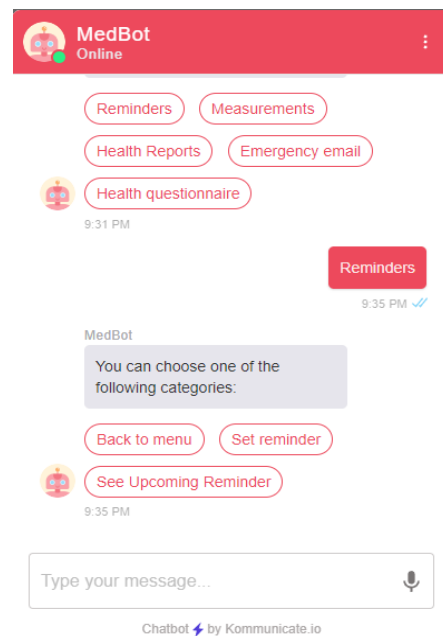 MedBot
Online
Reminders
Measurements
Health Reports
Emergency email
Health questionnaire
9:31 PM
Reminders
9:35 PM
MedBot
You can choose one of the
following categories:
Back to menu
Set reminder
See Upcoming Reminder
9:35 PM
Type your message...
Chatbot by Kommunicate.io